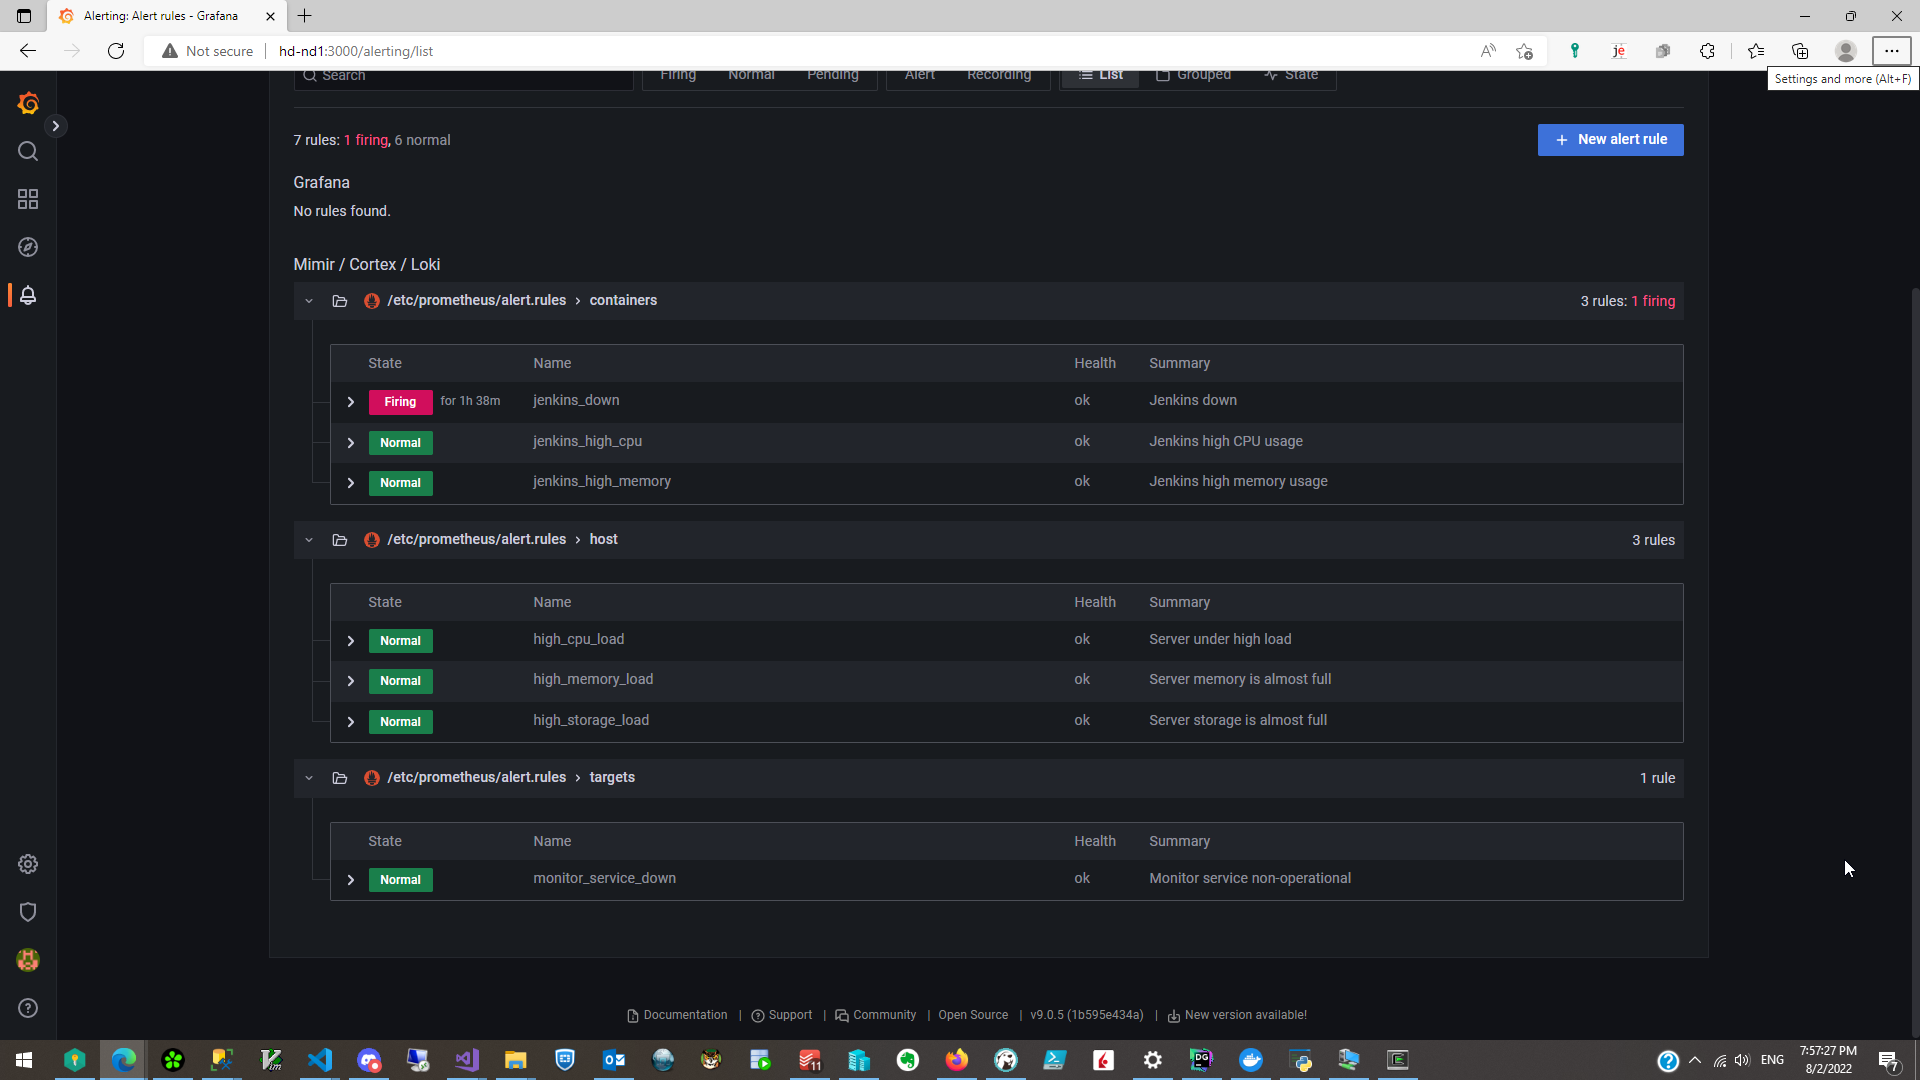 Alerting: Alert rules - Grafana
Not secure hd-nd1:3000/alerting/list
Settings and more (Alt+F)
Search Firing Normal Pending Alert Recording List Grouped State
7 rules: 1 firing, 6 normal
New alert rule
Grafana
No rules found.
Mimir / Cortex / Loki
/etc/prometheus/alert.rules › containers 3 rules: 1 firing
State Name Health Summary
Firing for 1h 38m jenkins_down ok Jenkins down
Normal jenkins_high_cpu ok Jenkins high CPU usage
Normal jenkins_high_memory ok Jenkins high memory usage
/etc/prometheus/alert.rules › host 3 rules
State Name Health Summary
Normal high_cpu_load ok Server under high load
Normal high_memory_load ok Server memory is almost full
Normal high_storage_load ok Server storage is almost full
/etc/prometheus/alert.rules › targets 1 rule
State Name Health Summary
Normal monitor_service_down ok Monitor service non-operational
Documentation | Support | Community | Open Source | v9.0.5 (1b595e434a) | New version available!
11 DG ENG 7:57:27 PM
8/2/2022 7